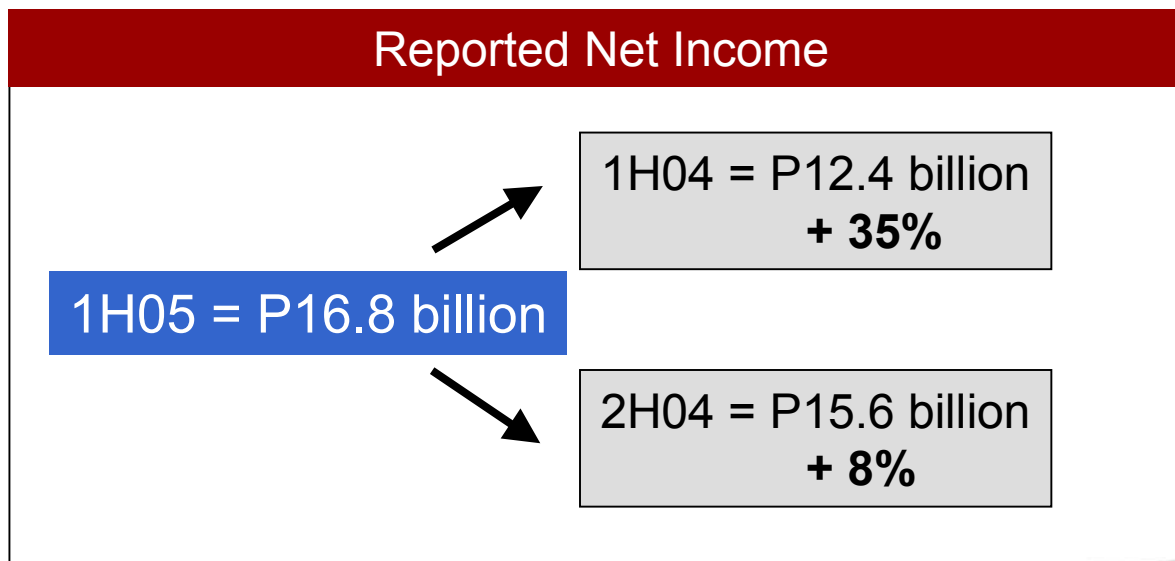 Reported Net Income
1H04 = P12.4 billion
+ 35%
1H05 = P16.8 billion
2H04 = P15.6 billion
+ 8%